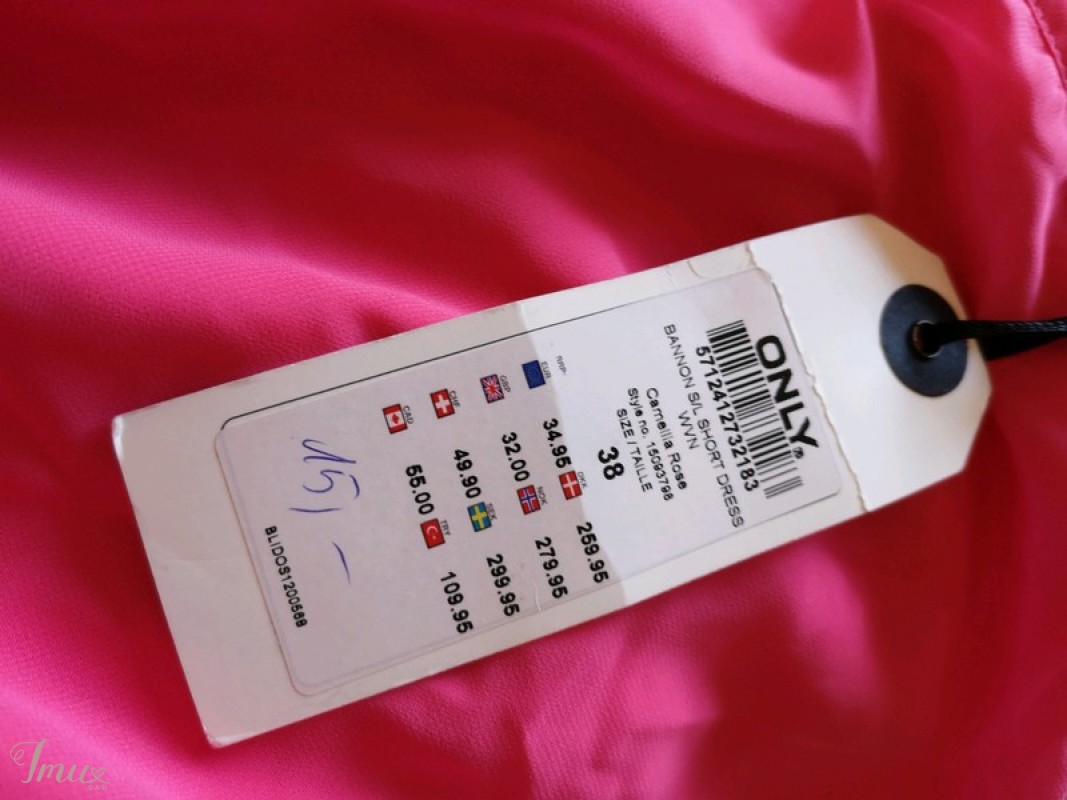 ONLY®
5712412732183
BANNON S/L SHORT DRESS
WVN
Camellia Rose
Style no. 15093798
SIZE / TAILLE
38
RRP:
EUR 34.95 DKK 259.95
GBP 32.00 NOK 279.95
CHF 49.90 SEK 299.95
CAD 55.00 TRY 109.95
15,-
BLIDOS1200569
Imux
BAR